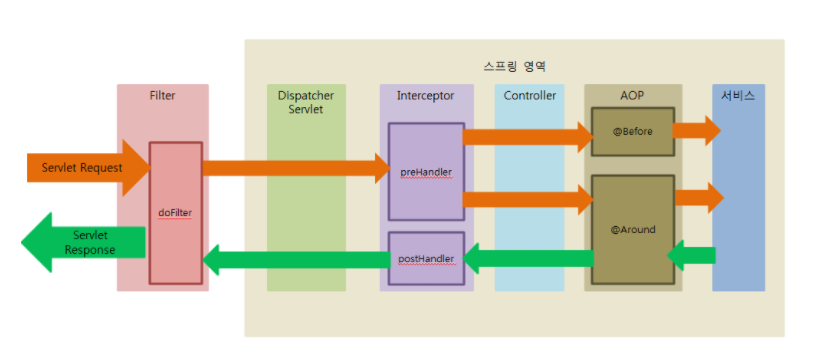 스프링 영역
Filter
Dispatcher
Servlet
Interceptor
Controller
AOP
서비스
@Before
Servlet Request
preHandler
doFilter
@Around
Servlet
Response
postHandler